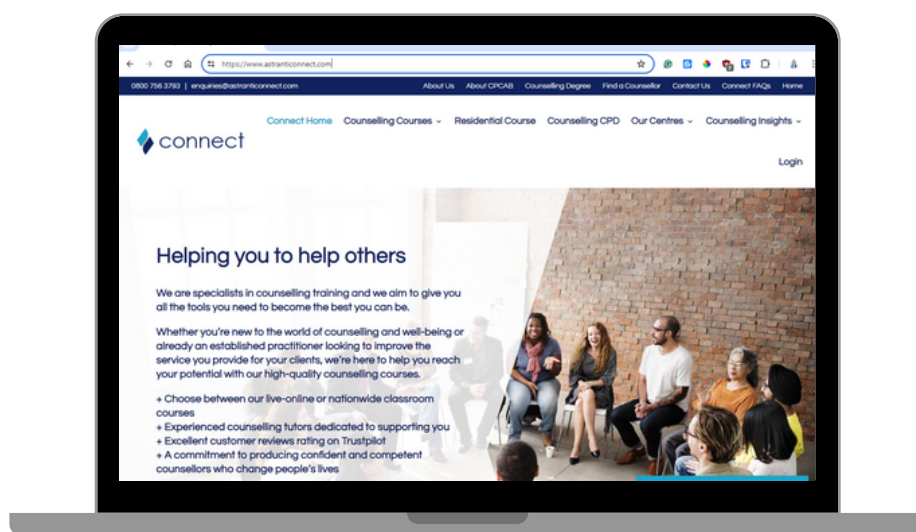 https://www.astranticonnect.com
0800 756 3793 | enquiries@astranticonnect.com About Us About CPCAB Counselling Degree Find a Counsellor Contact Us Connect FAQs Home
connect
Connect Home Counselling Courses Residential Course Counselling CPD Our Centres Counselling Insights
Login
Helping you to help others
We are specialists in counselling training and we aim to give you
all the tools you need to become the best you can be.
Whether you're new to the world of counselling and well-being or
already an established practitioner looking to improve the
service you provide for your clients, we're here to help you reach
your potential with our high-quality counselling courses.
+ Choose between our live-online or nationwide classroom
courses
+ Experienced counselling tutors dedicated to supporting you
+ Excellent customer reviews rating on Trustpilot
+ A commitment to producing confident and competent
counsellors who change people's lives